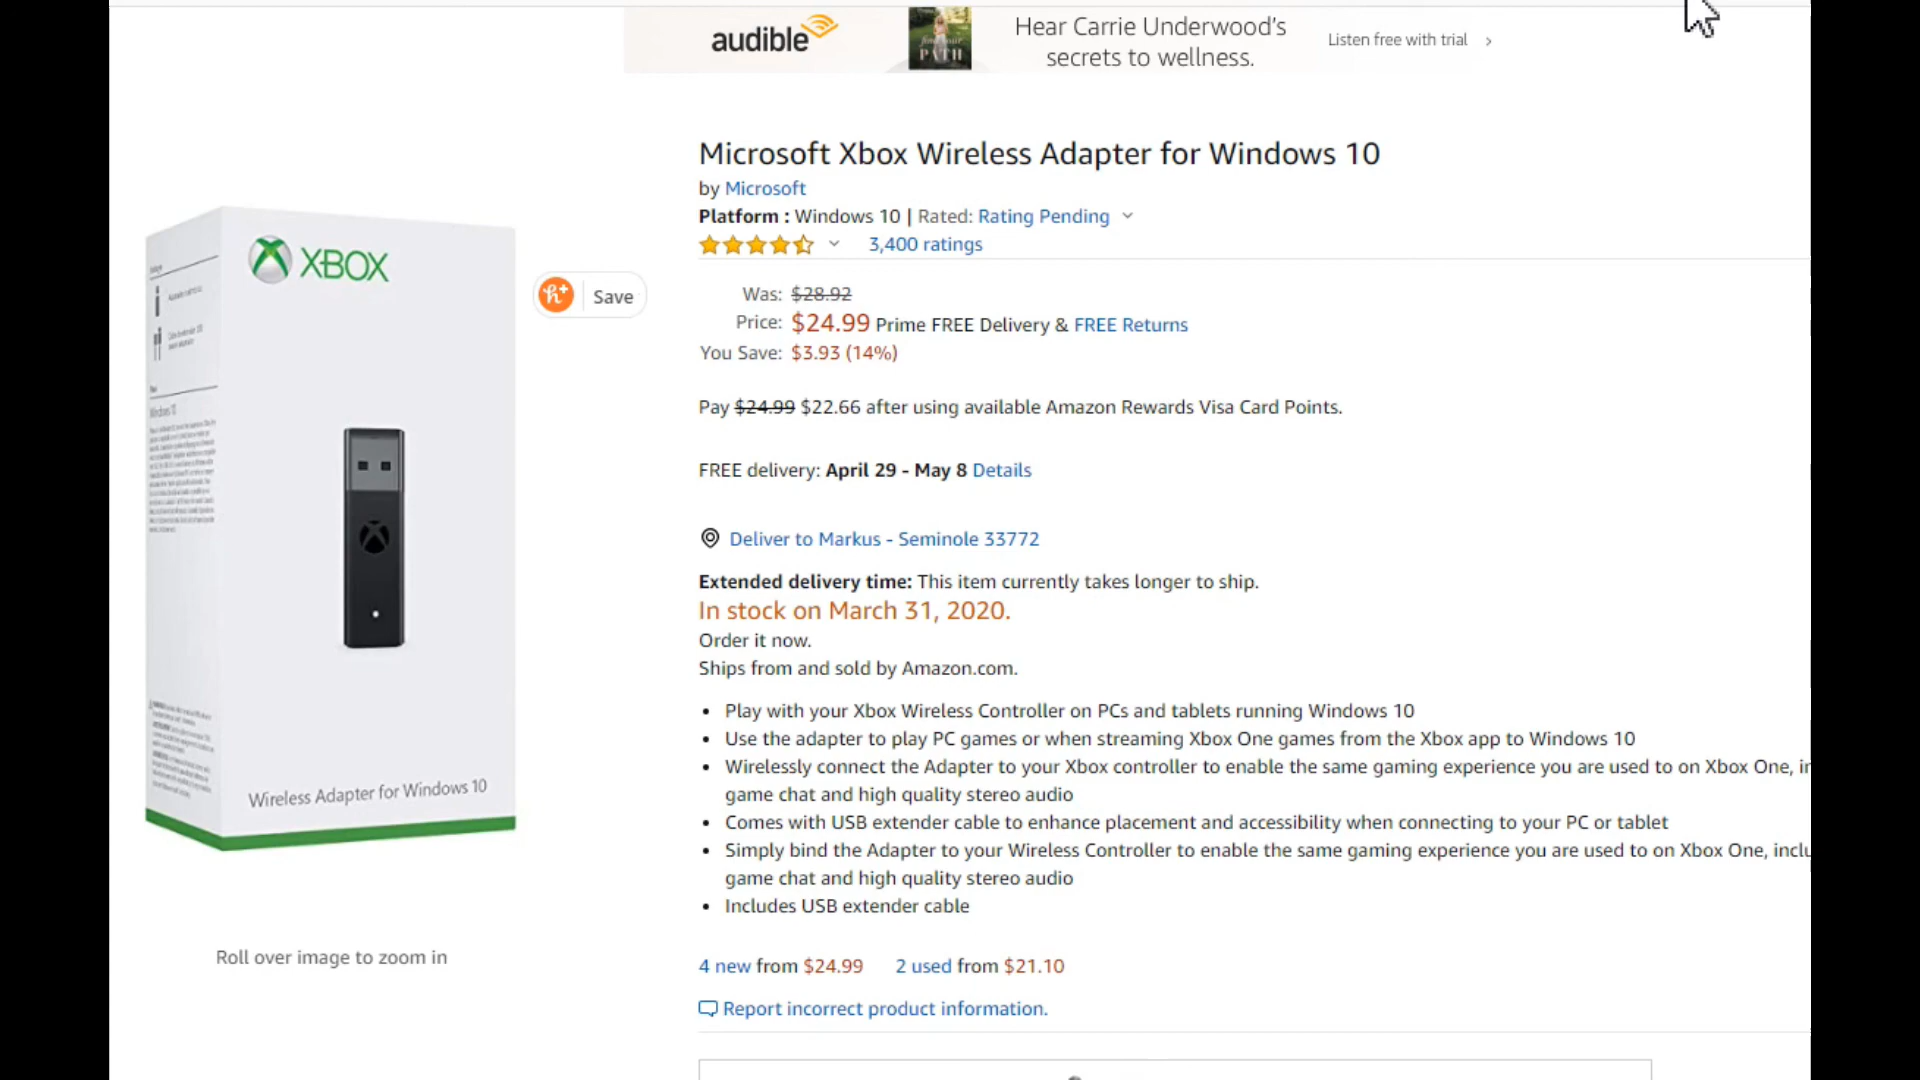 audible
Hear Carrie Underwood's
secrets to wellness.
Listen free with trial
find your
PATH
Microsoft Xbox Wireless Adapter for Windows 10
by Microsoft
Platform : Windows 10 | Rated: Rating Pending
3,400 ratings
XBOX
Save
Was: $28.92
Price: $24.99 Prime FREE Delivery & FREE Returns
You Save: $3.93 (14%)
Pay $24.99 $22.66 after using available Amazon Rewards Visa Card Points.
FREE delivery: April 29 - May 8 Details
Deliver to Markus - Seminole 33772
Extended delivery time: This item currently takes longer to ship.
In stock on March 31, 2020.
Order it now.
Ships from and sold by Amazon.com.
• Play with your Xbox Wireless Controller on PCs and tablets running Windows 10
• Use the adapter to play PC games or when streaming Xbox One games from the Xbox app to Windows 10
• Wirelessly connect the Adapter to your Xbox controller to enable the same gaming experience you are used to on Xbox One, in
game chat and high quality stereo audio
• Comes with USB extender cable to enhance placement and accessibility when connecting to your PC or tablet
• Simply bind the Adapter to your Wireless Controller to enable the same gaming experience you are used to on Xbox One, inclu
game chat and high quality stereo audio
• Includes USB extender cable
Wireless Adapter for Windows 10
Roll over image to zoom in
4 new from $24.99 2 used from $21.10
Report incorrect product information.